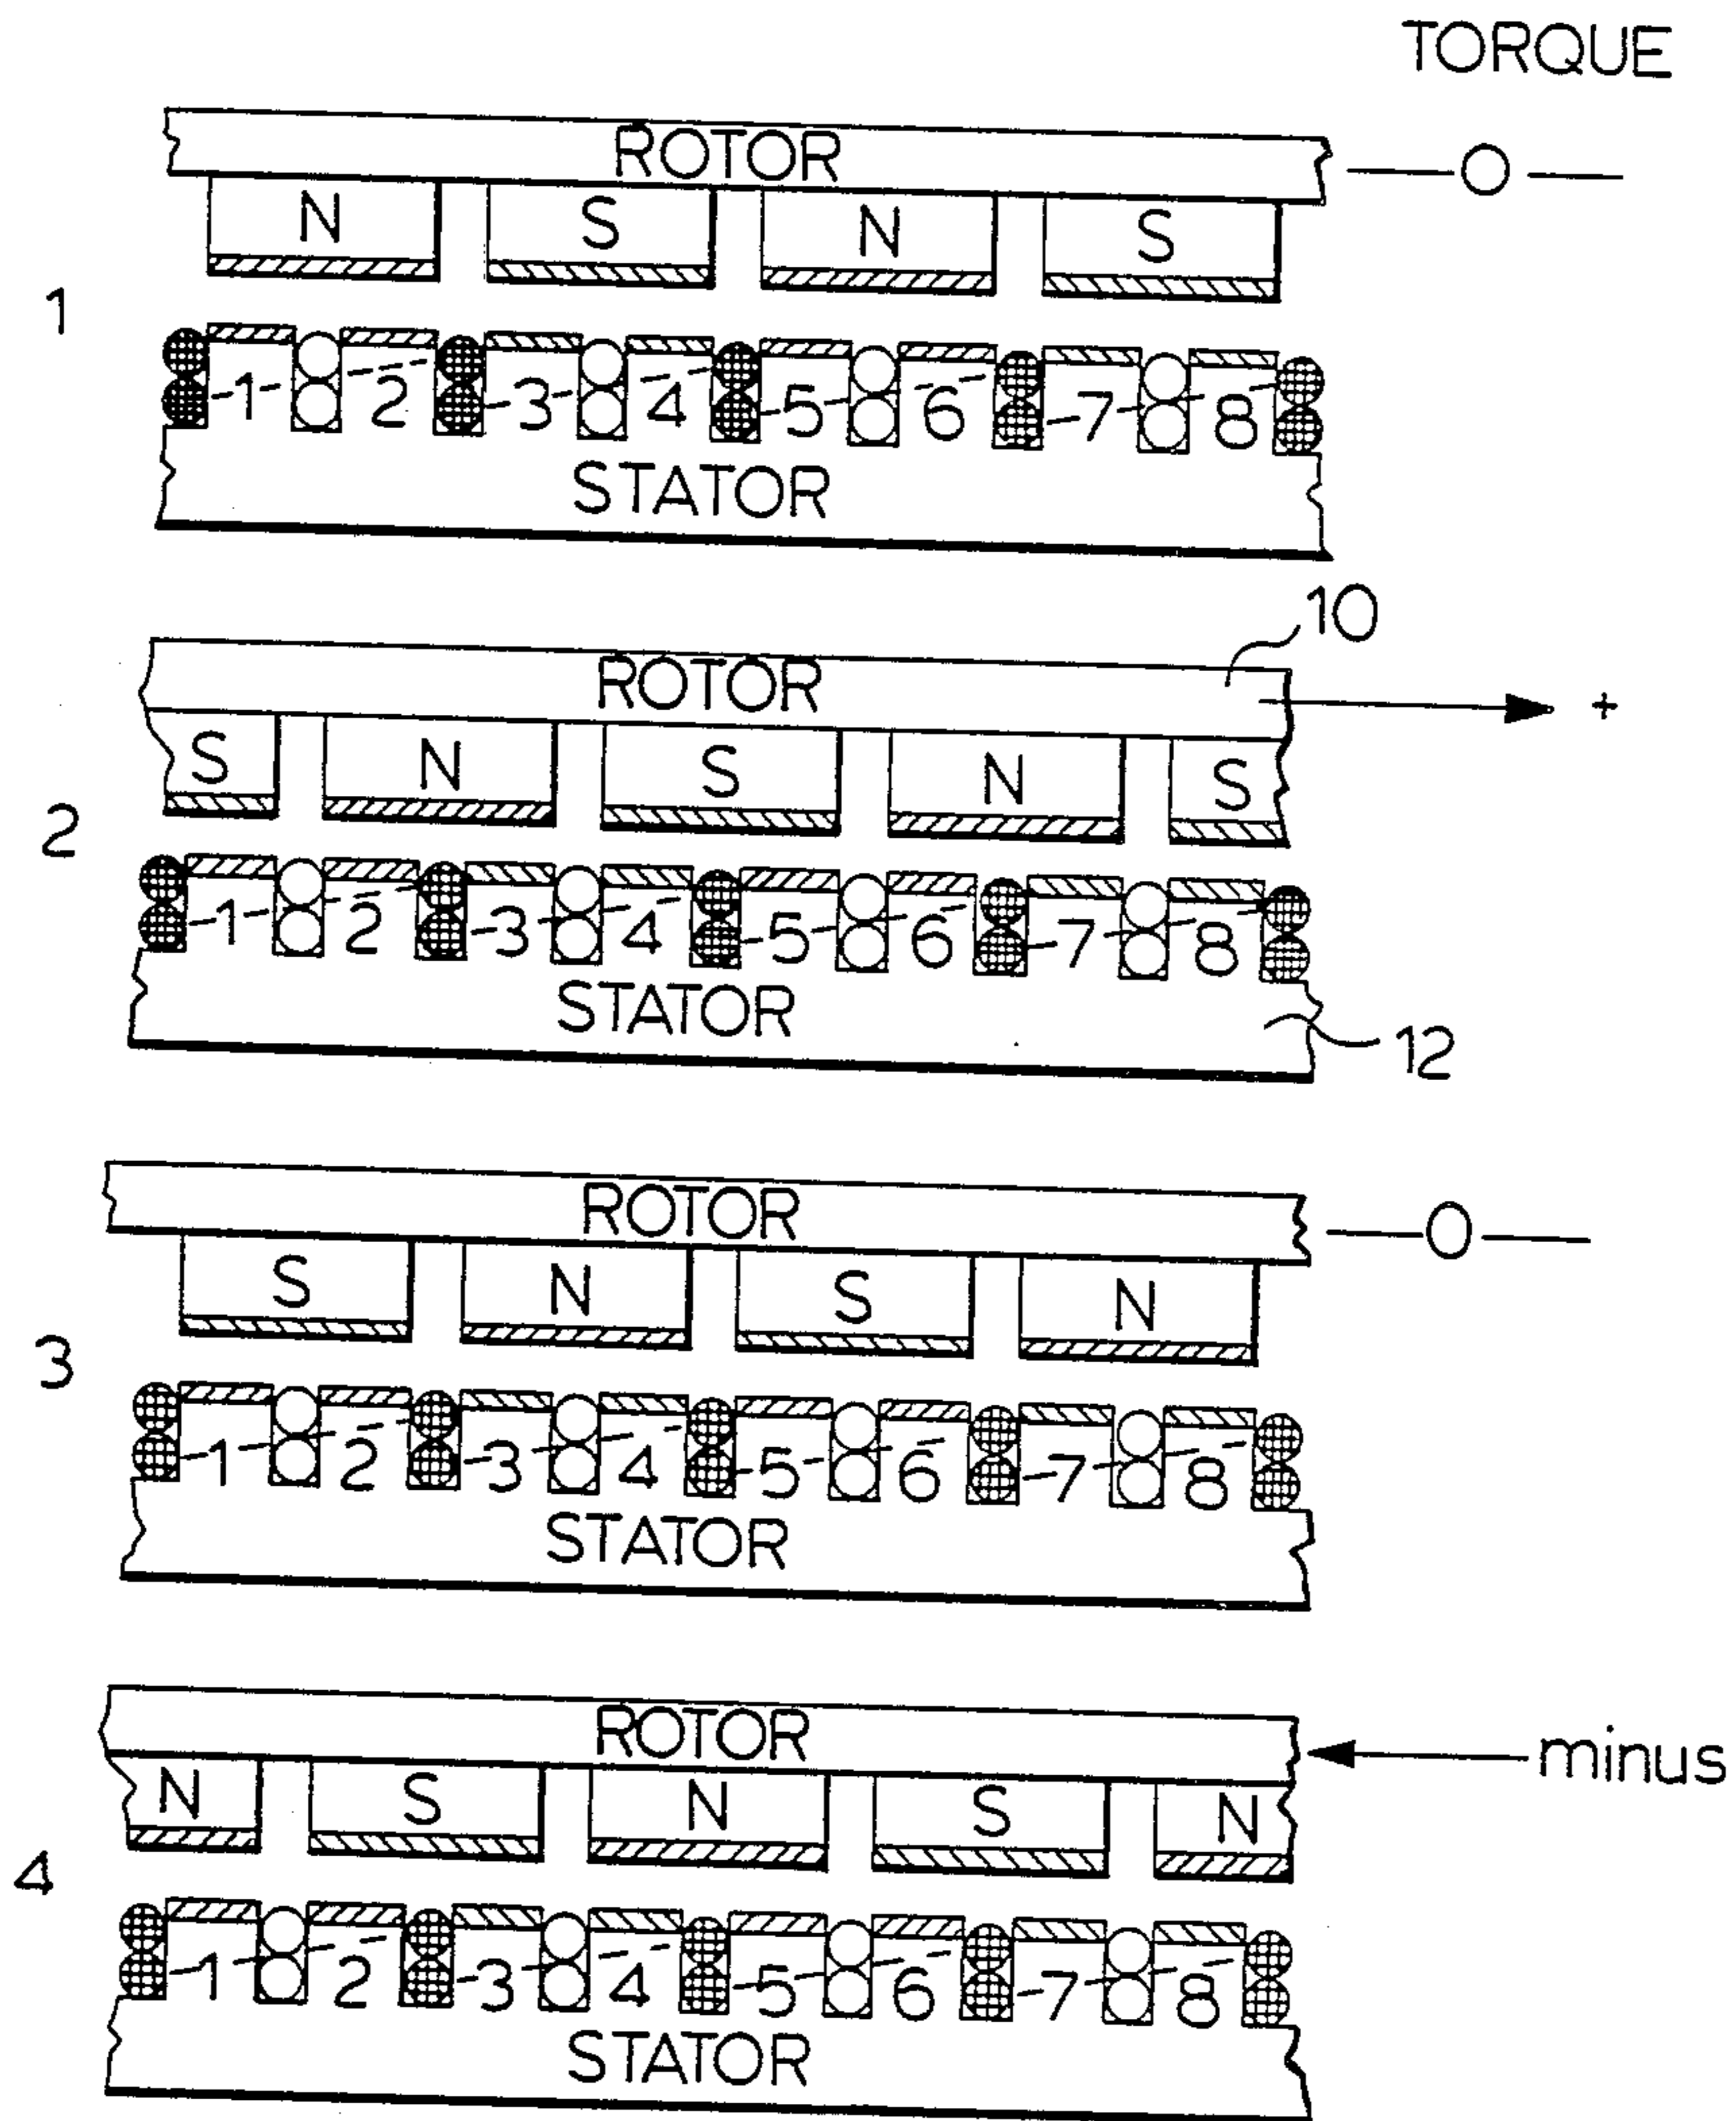 TORQUE
ROTOR
O
N S N S
1
1 2 3 4 5 6 7 8
STATOR
10
ROTOR
+
S N S N S
2
1 2 3 4 5 6 7 8
STATOR
12
ROTOR
O
S N S N
3
1 2 3 4 5 6 7 8
STATOR
ROTOR
minus
N S N S N
4
1 2 3 4 5 6 7 8
STATOR